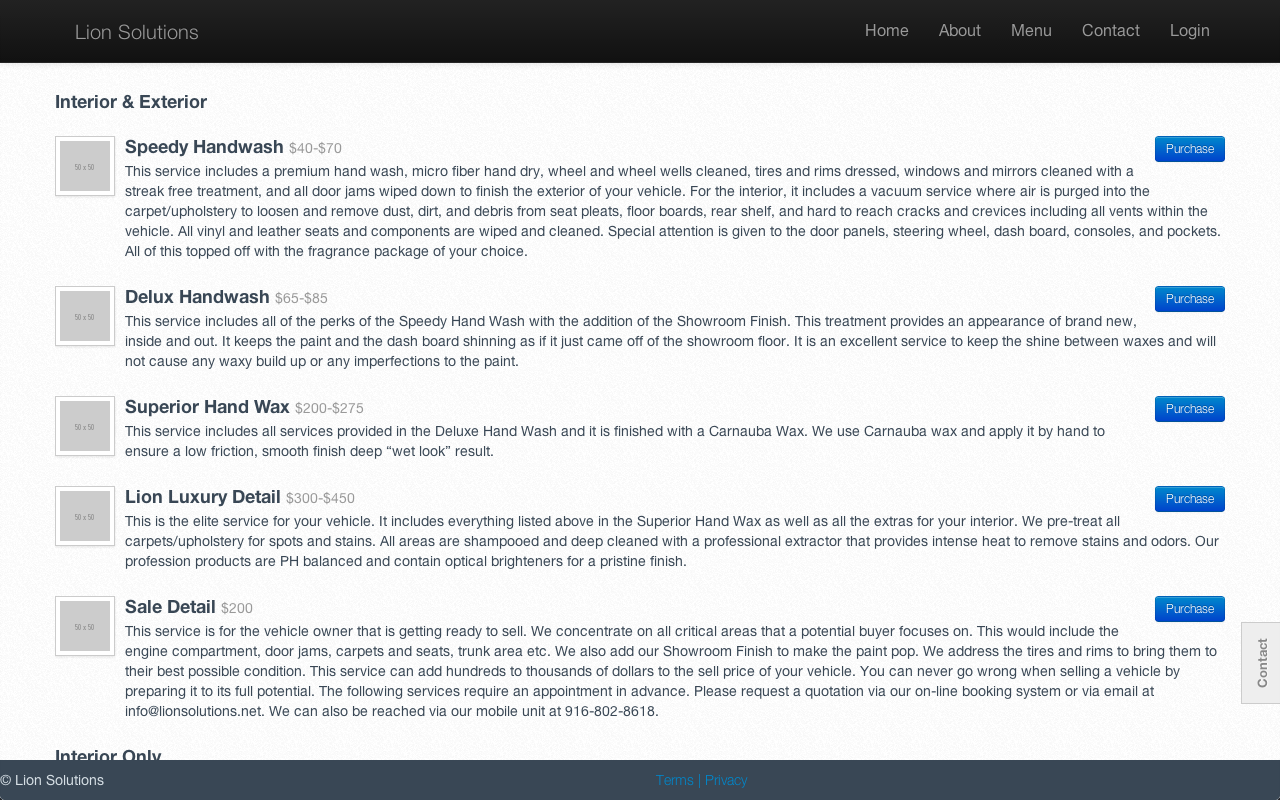 Lion Solutions
Home About Menu Contact Login
Interior & Exterior
50 x 50
Speedy Handwash $40-$70
Purchase
This service includes a premium hand wash, micro fiber hand dry, wheel and wheel wells cleaned, tires and rims dressed, windows and mirrors cleaned with a
streak free treatment, and all door jams wiped down to finish the exterior of your vehicle. For the interior, it includes a vacuum service where air is purged into the
carpet/upholstery to loosen and remove dust, dirt, and debris from seat pleats, floor boards, rear shelf, and hard to reach cracks and crevices including all vents within the
vehicle. All vinyl and leather seats and components are wiped and cleaned. Special attention is given to the door panels, steering wheel, dash board, consoles, and pockets.
All of this topped off with the fragrance package of your choice.
50 x 50
Delux Handwash $65-$85
Purchase
This service includes all of the perks of the Speedy Hand Wash with the addition of the Showroom Finish. This treatment provides an appearance of brand new,
inside and out. It keeps the paint and the dash board shinning as if it just came off of the showroom floor. It is an excellent service to keep the shine between waxes and will
not cause any waxy build up or any imperfections to the paint.
50 x 50
Superior Hand Wax $200-$275
Purchase
This service includes all services provided in the Deluxe Hand Wash and it is finished with a Carnauba Wax. We use Carnauba wax and apply it by hand to
ensure a low friction, smooth finish deep “wet look” result.
50 x 50
Lion Luxury Detail $300-$450
Purchase
This is the elite service for your vehicle. It includes everything listed above in the Superior Hand Wax as well as all the extras for your interior. We pre-treat all
carpets/upholstery for spots and stains. All areas are shampooed and deep cleaned with a professional extractor that provides intense heat to remove stains and odors. Our
profession products are PH balanced and contain optical brighteners for a pristine finish.
50 x 50
Sale Detail $200
Purchase
This service is for the vehicle owner that is getting ready to sell. We concentrate on all critical areas that a potential buyer focuses on. This would include the
engine compartment, door jams, carpets and seats, trunk area etc. We also add our Showroom Finish to make the paint pop. We address the tires and rims to bring them to
their best possible condition. This service can add hundreds to thousands of dollars to the sell price of your vehicle. You can never go wrong when selling a vehicle by
preparing it to its full potential. The following services require an appointment in advance. Please request a quotation via our on-line booking system or via email at
info@lionsolutions.net. We can also be reached via our mobile unit at 916-802-8618.
Contact
Interior Only
© Lion Solutions
Terms | Privacy